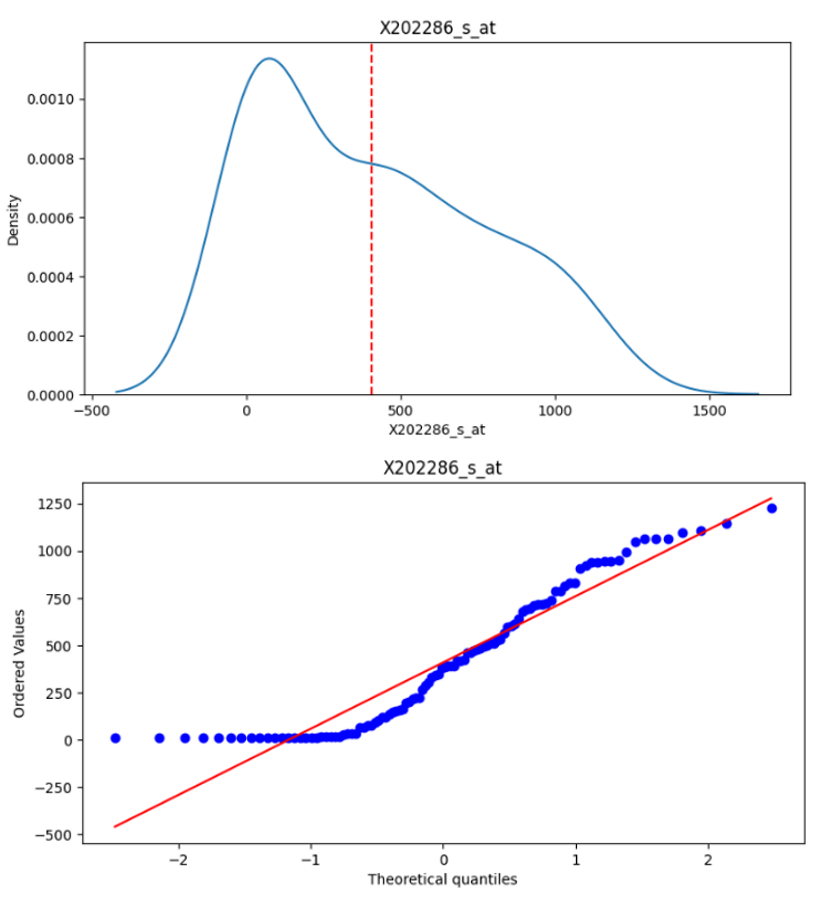 X202286_s_at
Density
0.0010
0.0008
0.0006
0.0004
0.0002
0.0000
−500 0 500 1000 1500
X202286_s_at
X202286_s_at
Ordered Values
1250
1000
750
500
250
0
−250
−500
−2 −1 0 1 2
Theoretical quantiles